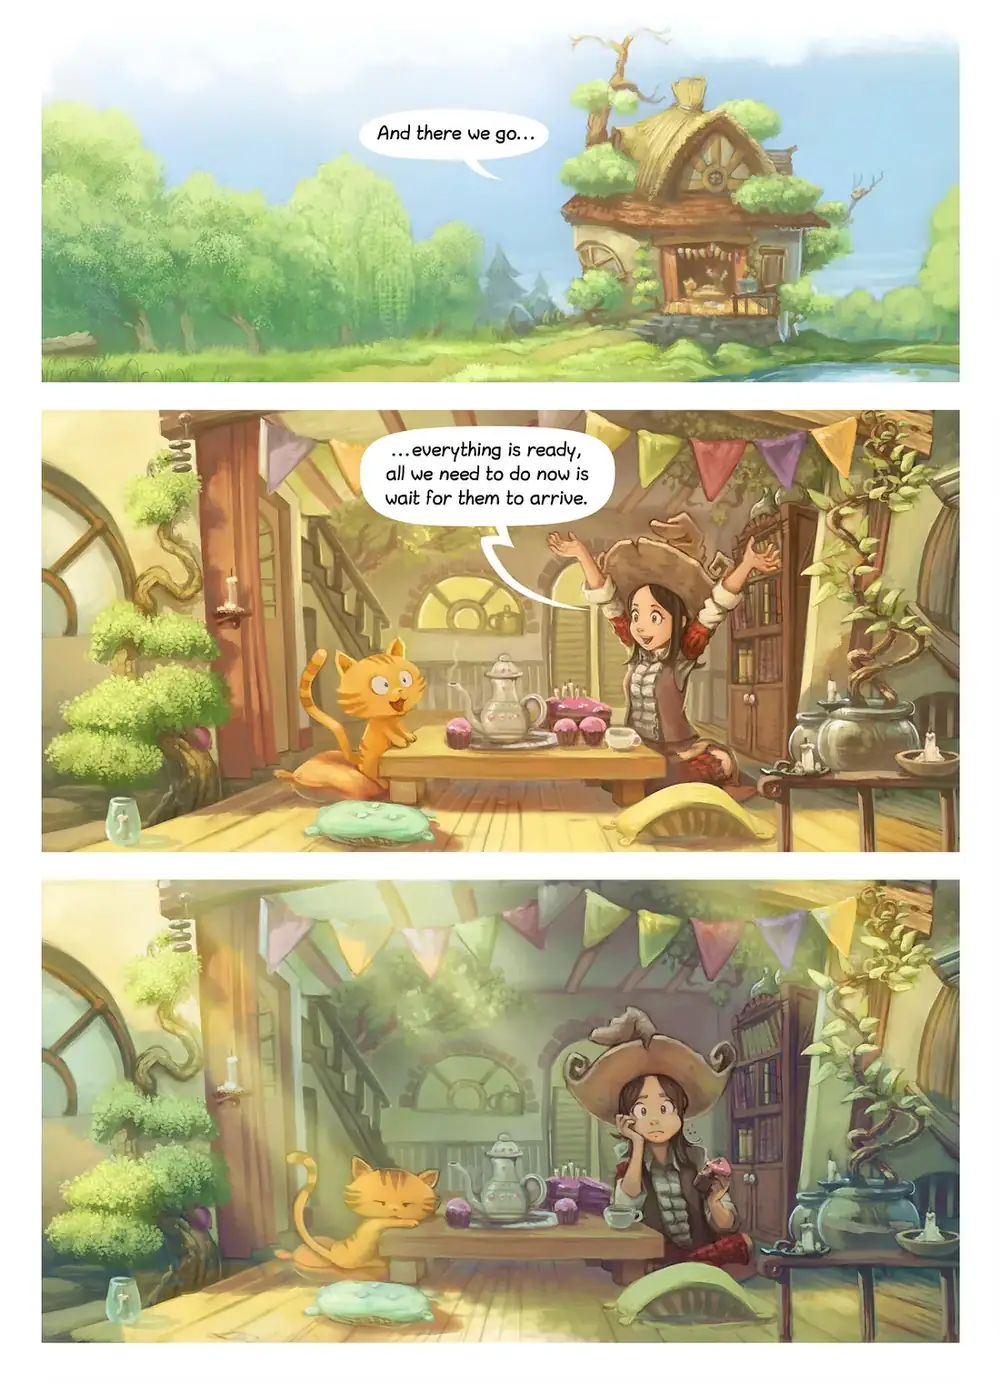 And there we go...
...everything is ready,
all we need to do now is
wait for them to arrive.